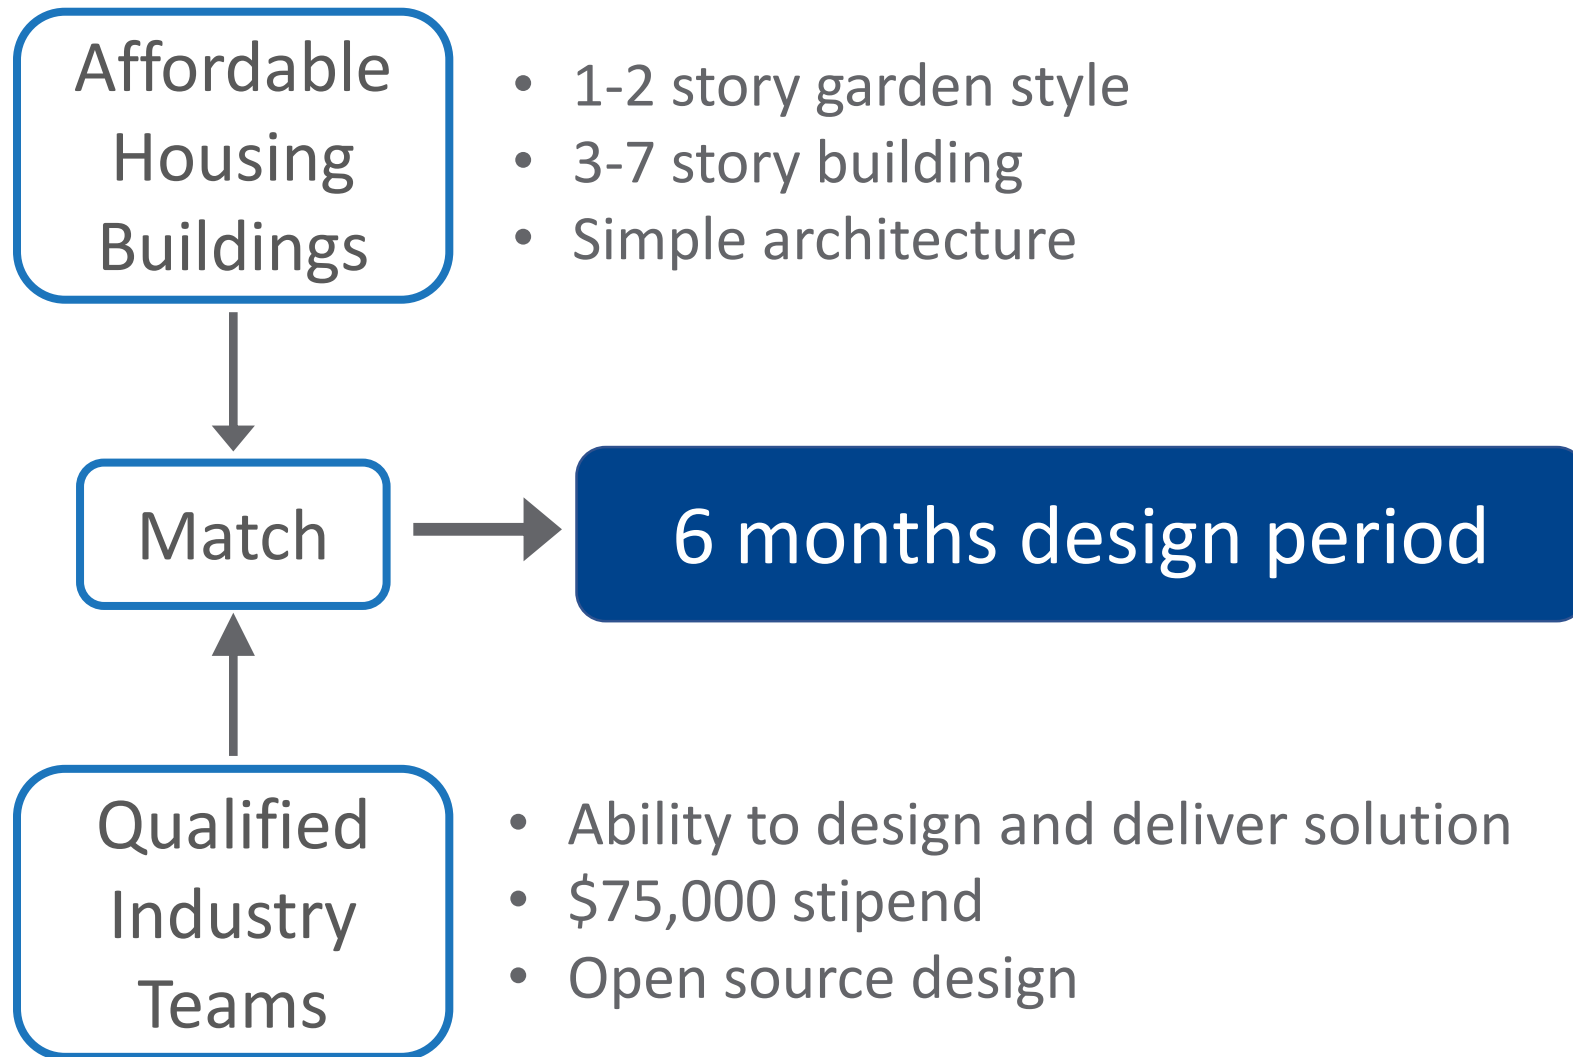 Affordable
Housing
Buildings
• 1-2 story garden style
• 3-7 story building
• Simple architecture
Match
6 months design period
Qualified
Industry
Teams
• Ability to design and deliver solution
• $75,000 stipend
• Open source design